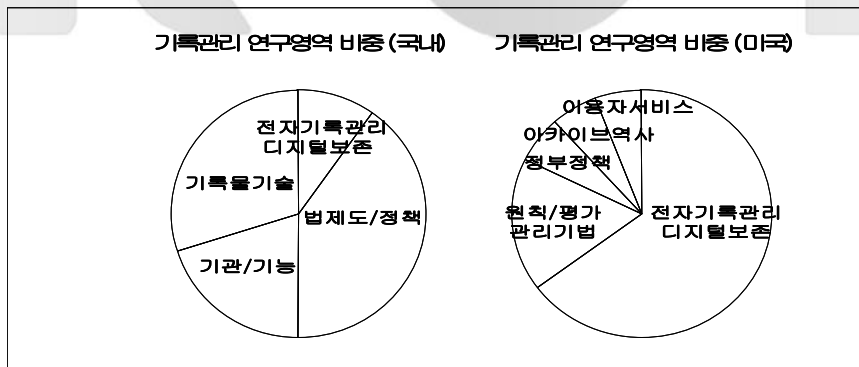 기록관리 연구영역 비중 (국내)
기록관리 연구영역 비중 (미국)
전자기록관리
디지털보존
기록물기술
법제도/정책
기관/기능
이용자서비스
아카이브역사
정부정책
원칙/평가
관리기법
전자기록관리
디지털보존